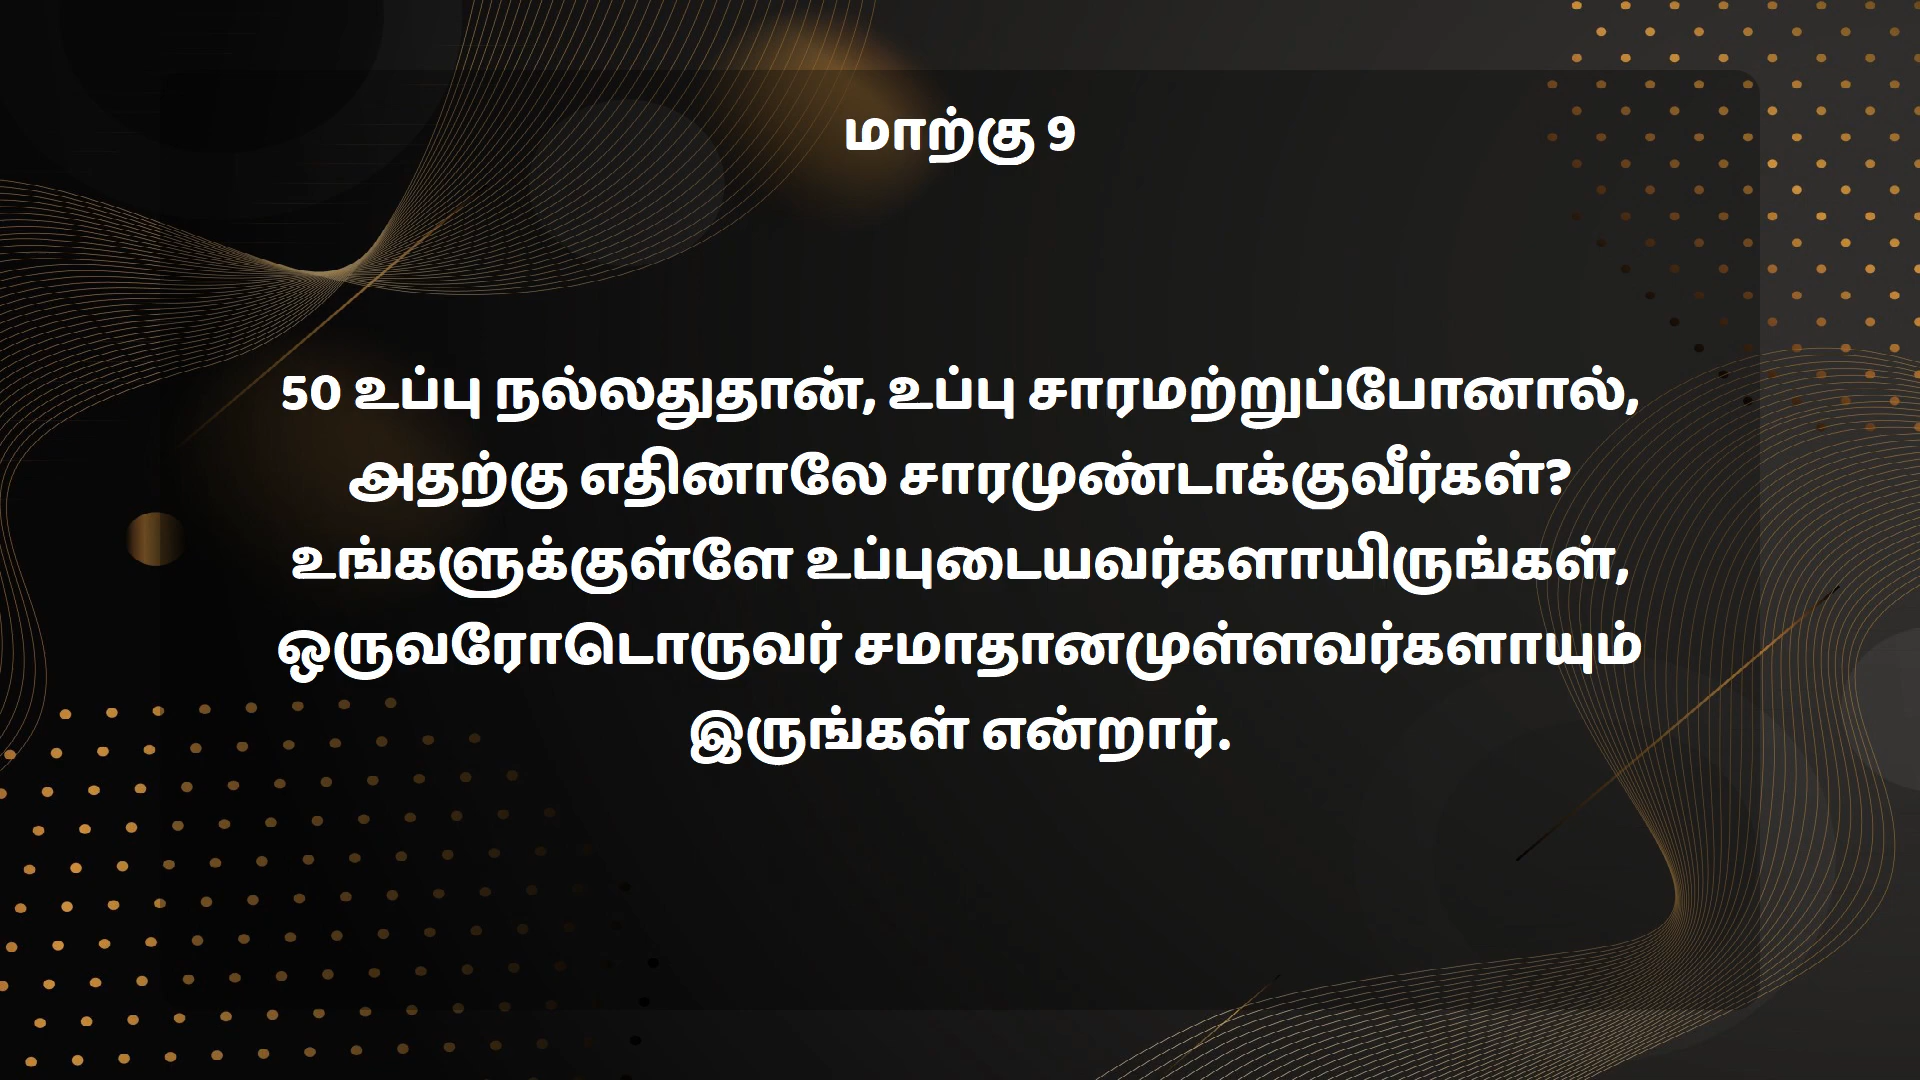 மாற்கு 9
50 உப்பு நல்லதுதான், உப்பு சாரமற்றுப்போனால்,
அதற்கு எதினாலே சாரமுண்டாக்குவீர்கள்?
உங்களுக்குள்ளே உப்புடையவர்களாயிருங்கள்,
ஒருவரோடொருவர் சமாதானமுள்ளவர்களாயும்
இருங்கள் என்றார்.